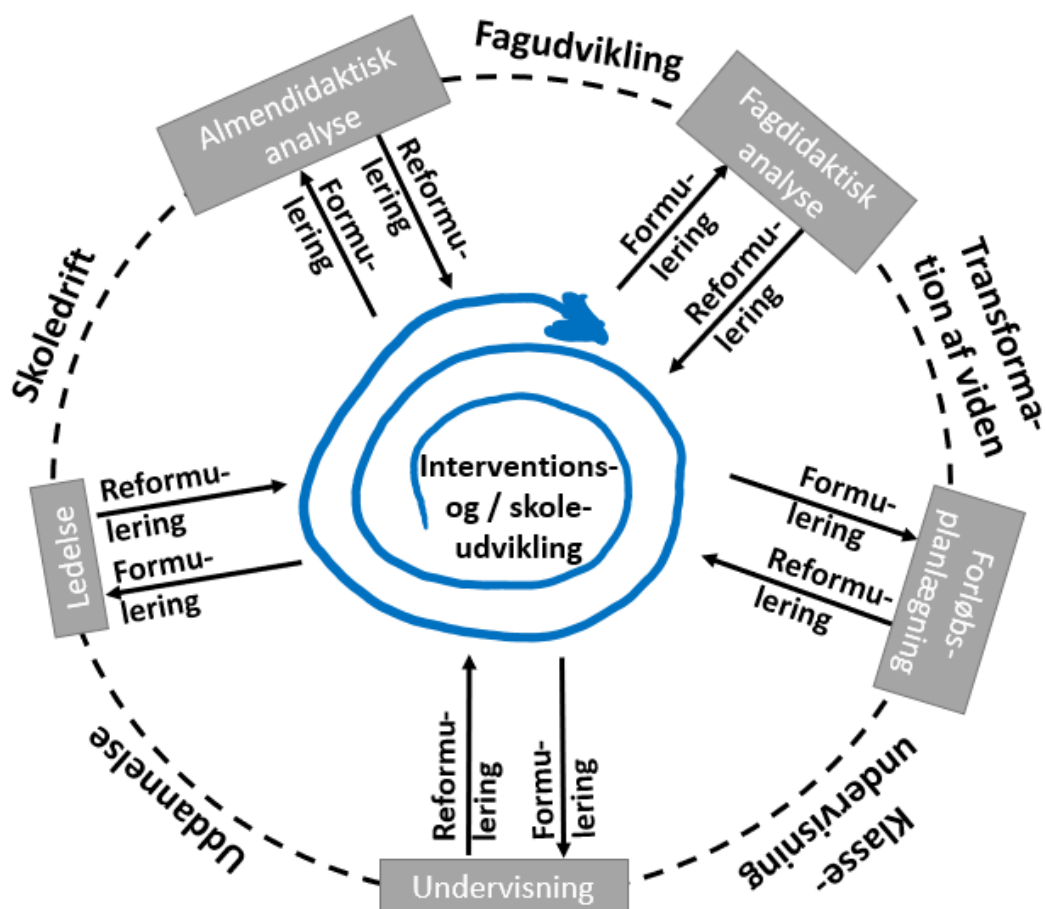 Fagudvikling
Almendidaktisk
analyse
Fagdidaktisk
analyse
Reformu-
lering
Formu-
lering
Formu-
lering
Reformu-
lering
Skoledrift
Transforma-
tion af viden
Interventions-
og / skole-
udvikling
Ledelse
Reformu-
lering
Formu-
lering
Formu-
lering
Reformu-
lering
Forløbs-
planlægning
Uddannelse
Reformu-
lering
Formu-
lering
Klasse-
undervisning
Undervisning